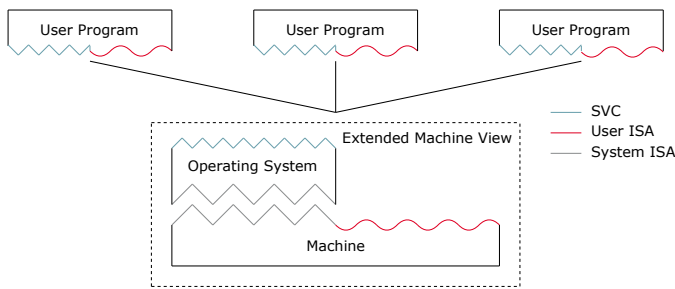 User Program
User Program
User Program
SVC
User ISA
System ISA
Extended Machine View
Operating System
Machine